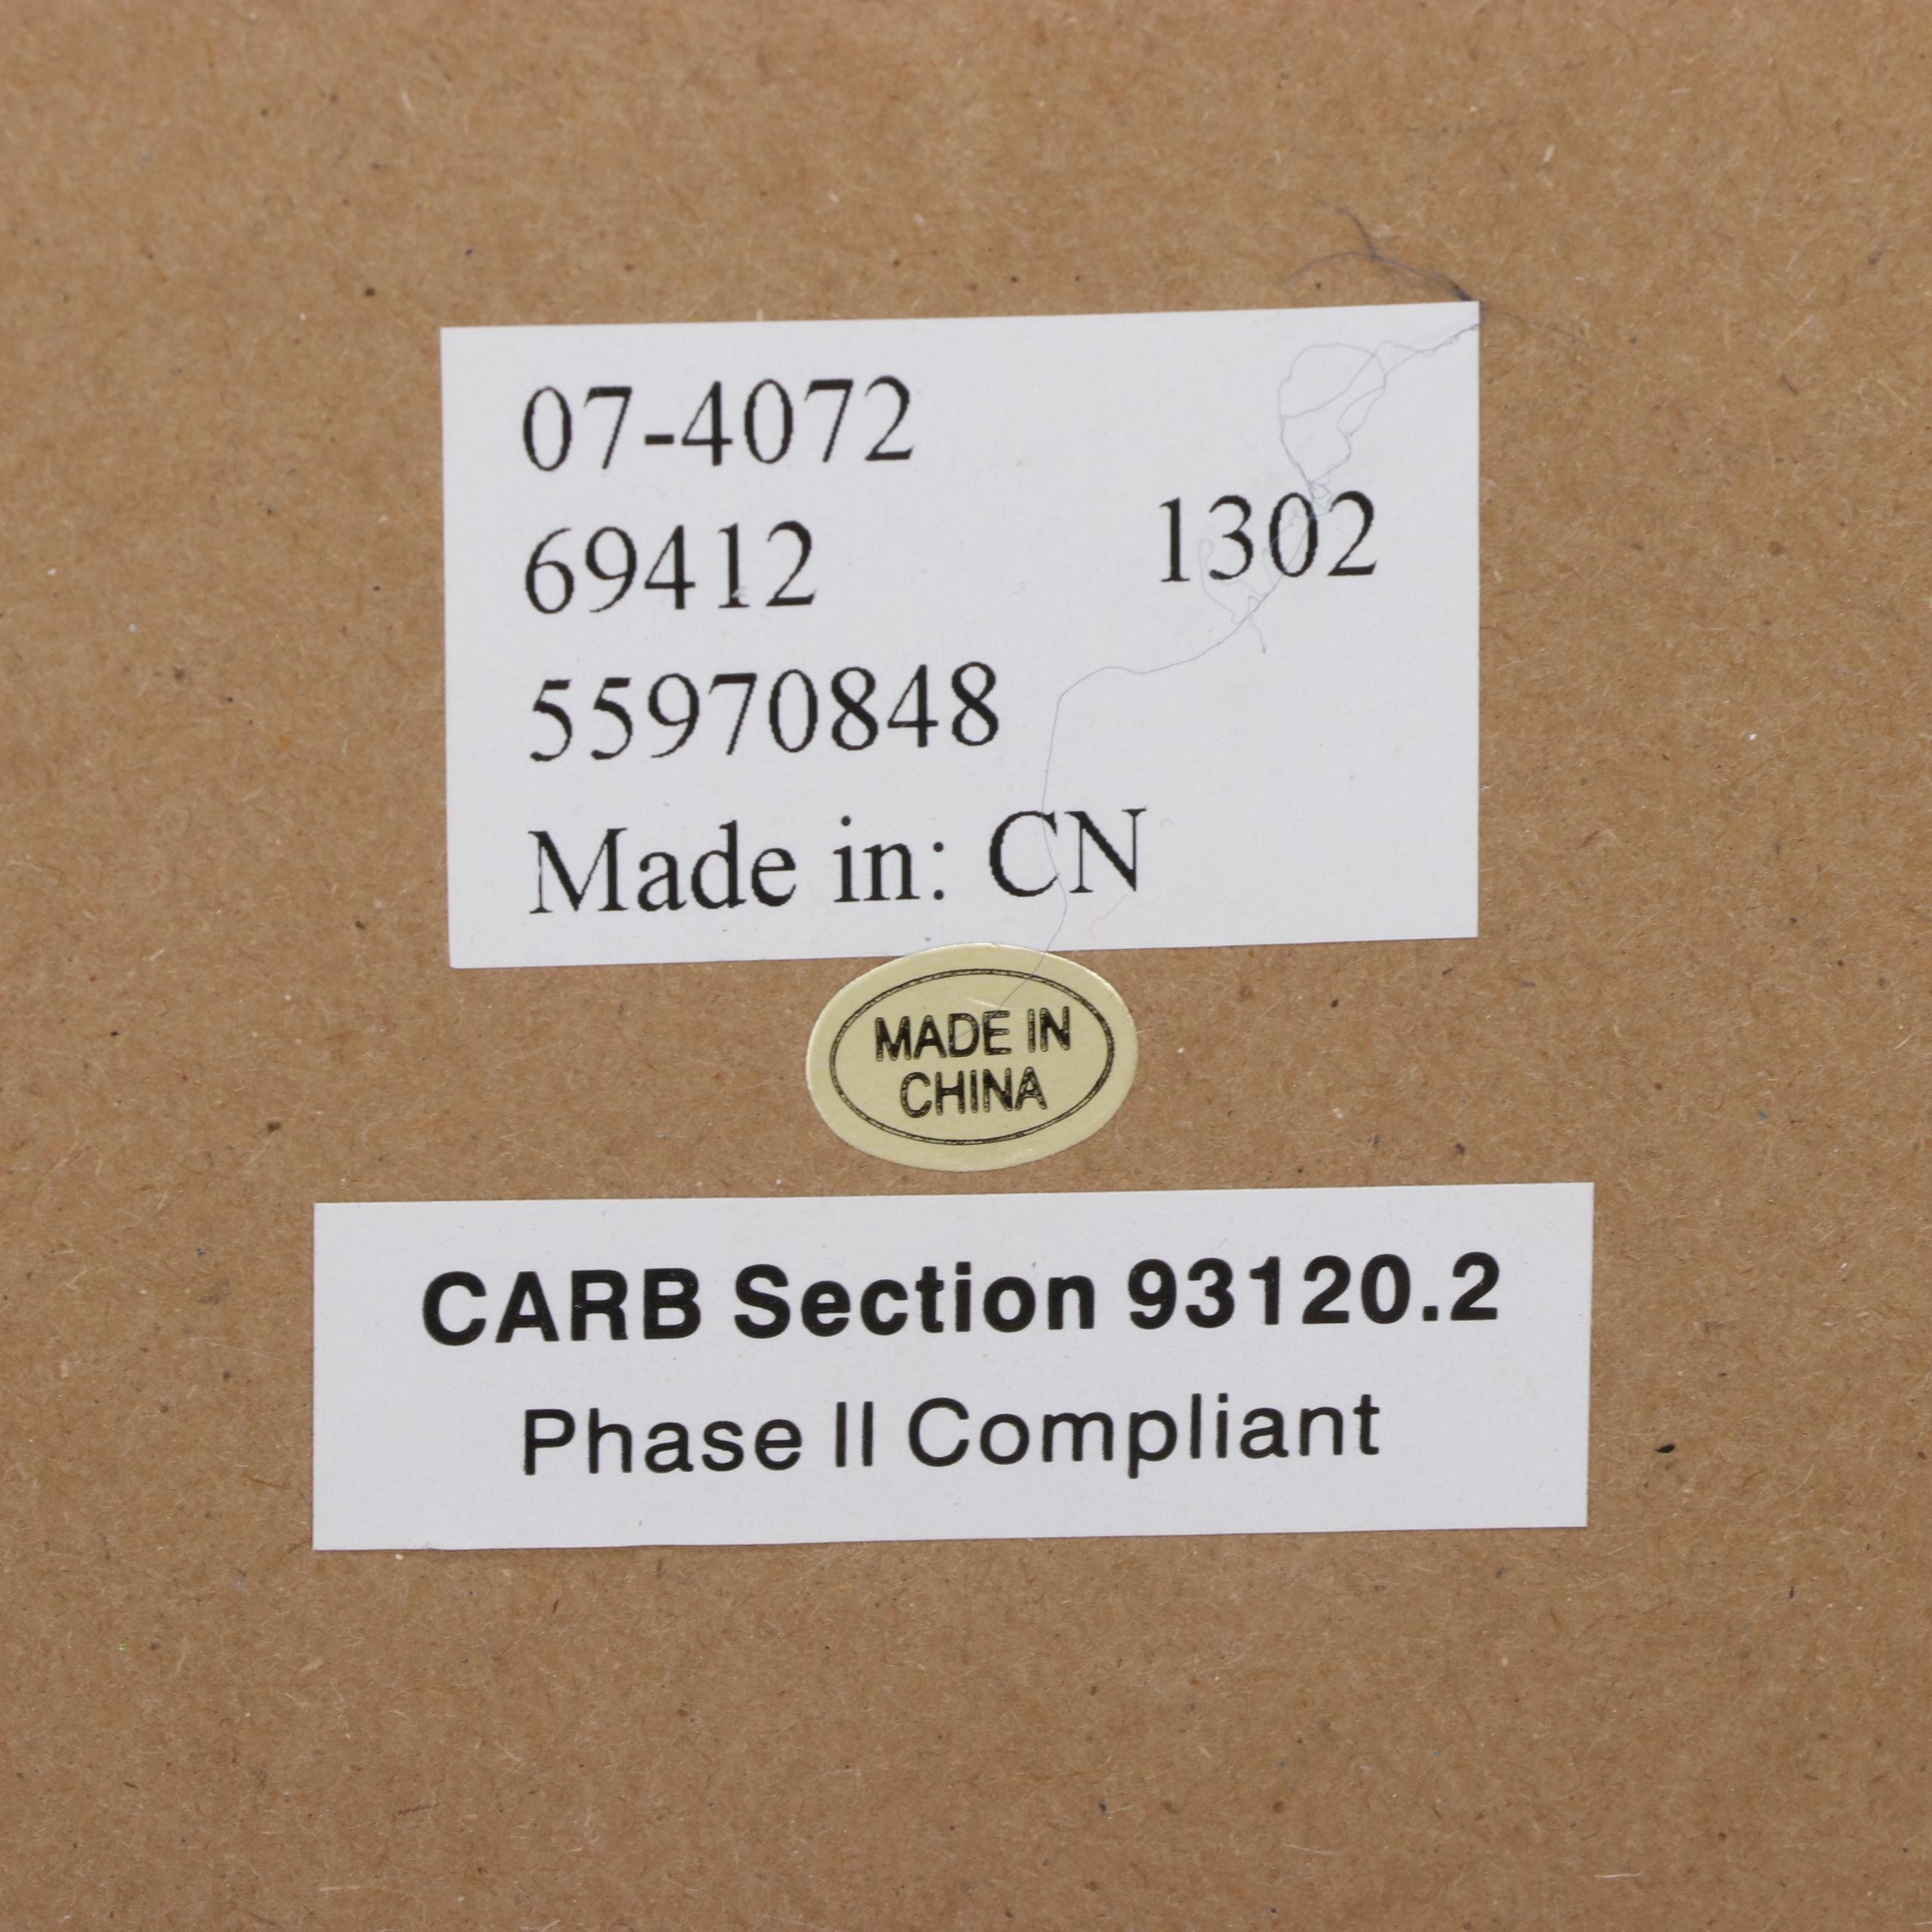 07-4072
69412 1302
55970848
Made in: CN
MADE IN
CHINA
CARB Section 93120.2
Phase II Compliant